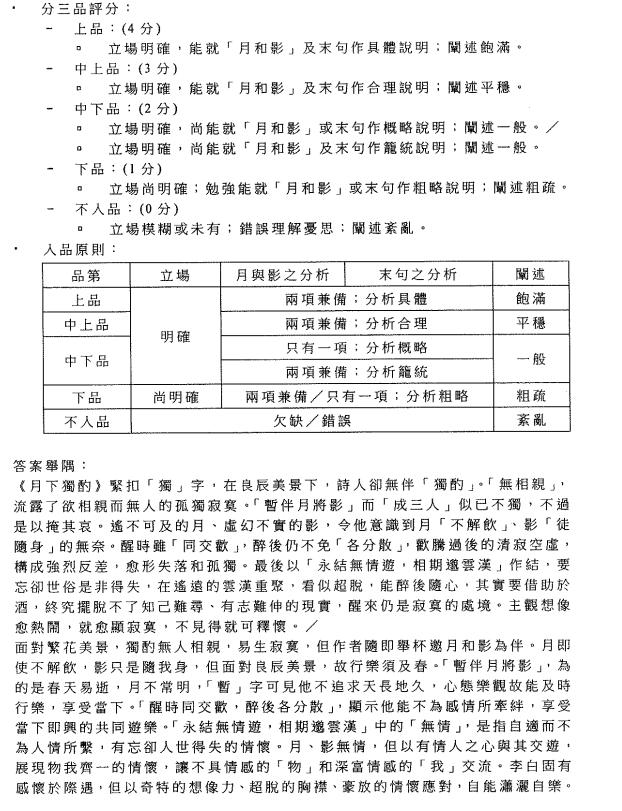 · 分三品評分：
– 上品：(4 分)
▫ 立場明確，能就「月和影」及末句作具體說明；闡述飽滿。
– 中上品：(3 分)
▫ 立場明確，能就「月和影」及末句作合理說明；闡述平穩。
– 中下品：(2 分)
▫ 立場明確，尚能就「月和影」或末句作概略說明；闡述一般。／
▫ 立場明確，尚能就「月和影」及末句作籠統說明；闡述一般。
– 下品：(1 分)
▫ 立場尚明確；勉強能就「月和影」或末句作粗略說明；闡述粗疏。
– 不入品：(0 分)
▫ 立場模糊或未有；錯誤理解憂思；闡述紊亂。
· 入品原則：
品第 立場 月與影之分析 末句之分析 闡述
上品 明確 兩項兼備；分析具體 飽滿
中上品 兩項兼備；分析合理 平穩
中下品 只有一項；分析概略 一般
兩項兼備；分析籠統
下品 尚明確 兩項兼備／只有一項；分析粗略 粗疏
不入品 欠缺／錯誤 紊亂
答案舉隅：
《月下獨酌》緊扣「獨」字，在良辰美景下，詩人卻無伴「獨酌」。「無相親」，
流露了欲相親而無人的孤獨寂寞。「暫伴月將影」而「成三人」似已不獨，不過
是以掩其哀。遙不可及的月、虛幻不實的影，令他意識到月「不解飲」、影「徒
隨身」的無奈。醒時雖「同交歡」，醉後仍不免「各分散」，歡騰過後的清寂空虛，
構成強烈反差，愈形失落和孤獨。最後以「永結無情遊，相期邈雲漢」作結，要
忘卻世俗是非得失，在遙遠的雲漢重聚，看似超脫，能醉後隨心，其實要借助於
酒，終究擺脫不了知己難尋、有志難伸的現實，醒來仍是寂寞的處境。主觀想像
愈熱鬧，就愈顯寂寞，不見得就可釋懷。／
面對繁花美景，獨酌無人相親，易生寂寞，但作者隨即舉杯邀月和影為伴。月即
使不解飲，影只是隨我身，但面對良辰美景，故行樂須及春。「暫伴月將影」，為
的是春天易逝，月不常明，「暫」字可見他不追求天長地久，心態樂觀故能及時
行樂，享受當下。「醒時同交歡，醉後各分散」，顯示他能不為感情所牽絆，享受
當下即興的共同遊樂。「永結無情遊，相期邈雲漢」中的「無情」，是指自適而不
為人情所繫，有忘卻人世得失的情懷。月、影無情，但以有情人之心與其交遊，
展現物我齊一的情懷，讓不具情感的「物」和深富情感的「我」交流。李白固有
感懷於際遇，但以奇特的想像力、超脫的胸襟、豪放的情懷應對，自能瀟灑自樂。